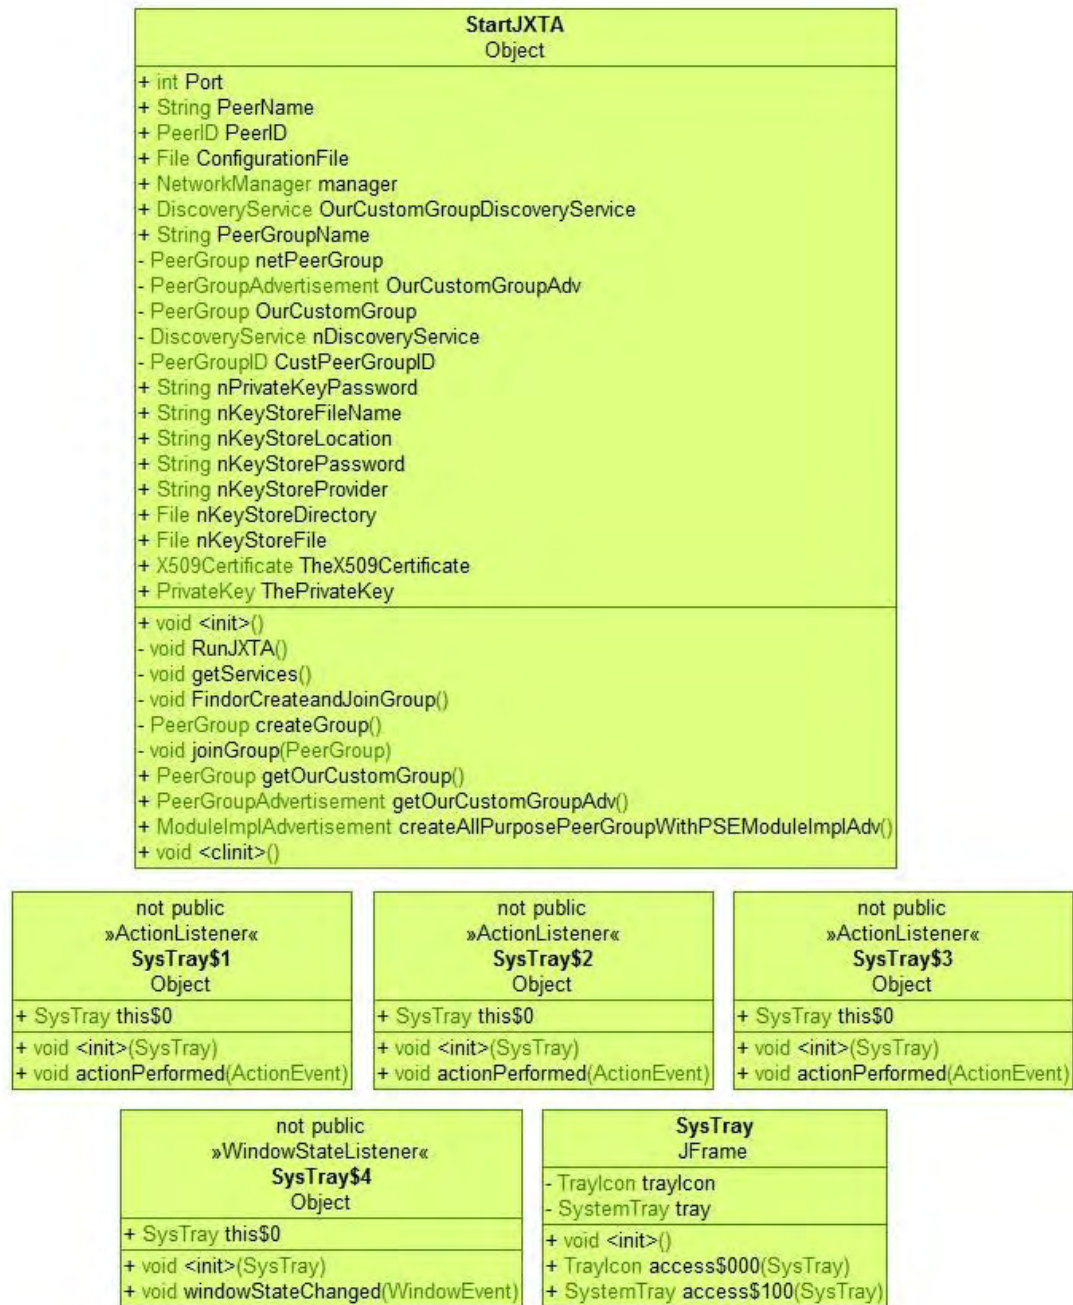 StartJXTA
Object
+ int Port
+ String PeerName
+ PeerID PeerID
+ File ConfigurationFile
+ NetworkManager manager
+ DiscoveryService OurCustomGroupDiscoveryService
+ String PeerGroupName
- PeerGroup netPeerGroup
- PeerGroupAdvertisement OurCustomGroupAdv
- PeerGroup OurCustomGroup
- DiscoveryService nDiscoveryService
- PeerGroupID CustPeerGroupID
+ String nPrivateKeyPassword
+ String nKeyStoreFileName
+ String nKeyStoreLocation
+ String nKeyStorePassword
+ String nKeyStoreProvider
+ File nKeyStoreDirectory
+ File nKeyStoreFile
+ X509Certificate TheX509Certificate
+ PrivateKey ThePrivateKey
+ void <init>()
- void RunJXTA()
- void getServices()
- void FindorCreateandJoinGroup()
- PeerGroup createGroup()
- void joinGroup(PeerGroup)
+ PeerGroup getOurCustomGroup()
+ PeerGroupAdvertisement getOurCustomGroupAdv()
+ ModuleImplAdvertisement createAllPurposePeerGroupWithPSEModuleImplAdv()
+ void <clinit>()
not public
»ActionListener«
SysTray$1
Object
+ SysTray this$0
+ void <init>(SysTray)
+ void actionPerformed(ActionEvent)
not public
»ActionListener«
SysTray$2
Object
+ SysTray this$0
+ void <init>(SysTray)
+ void actionPerformed(ActionEvent)
not public
»ActionListener«
SysTray$3
Object
+ SysTray this$0
+ void <init>(SysTray)
+ void actionPerformed(ActionEvent)
not public
»WindowStateListener«
SysTray$4
Object
+ SysTray this$0
+ void <init>(SysTray)
+ void windowStateChanged(WindowEvent)
SysTray
JFrame
- TrayIcon trayIcon
- SystemTray tray
+ void <init>()
+ TrayIcon access$000(SysTray)
+ SystemTray access$100(SysTray)